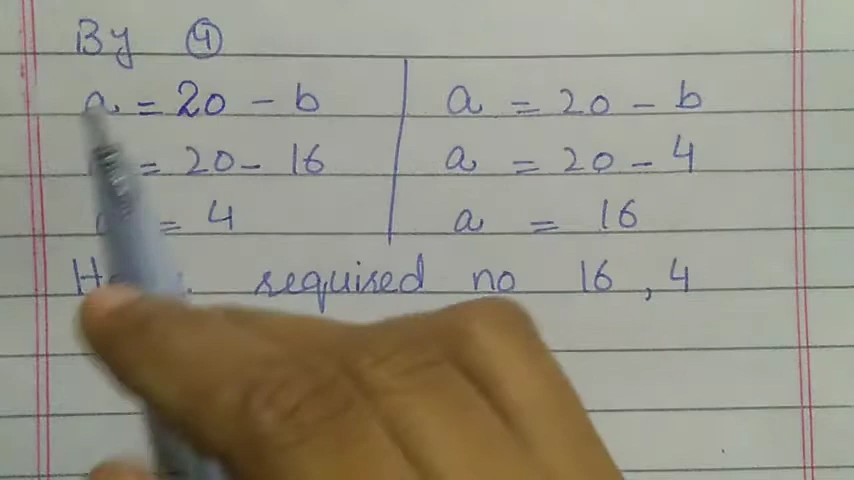 By ④
a = 20 - b a = 20 - b
= 20 - 16 a = 20 - 4
= 4 a = 16
required no 16, 4